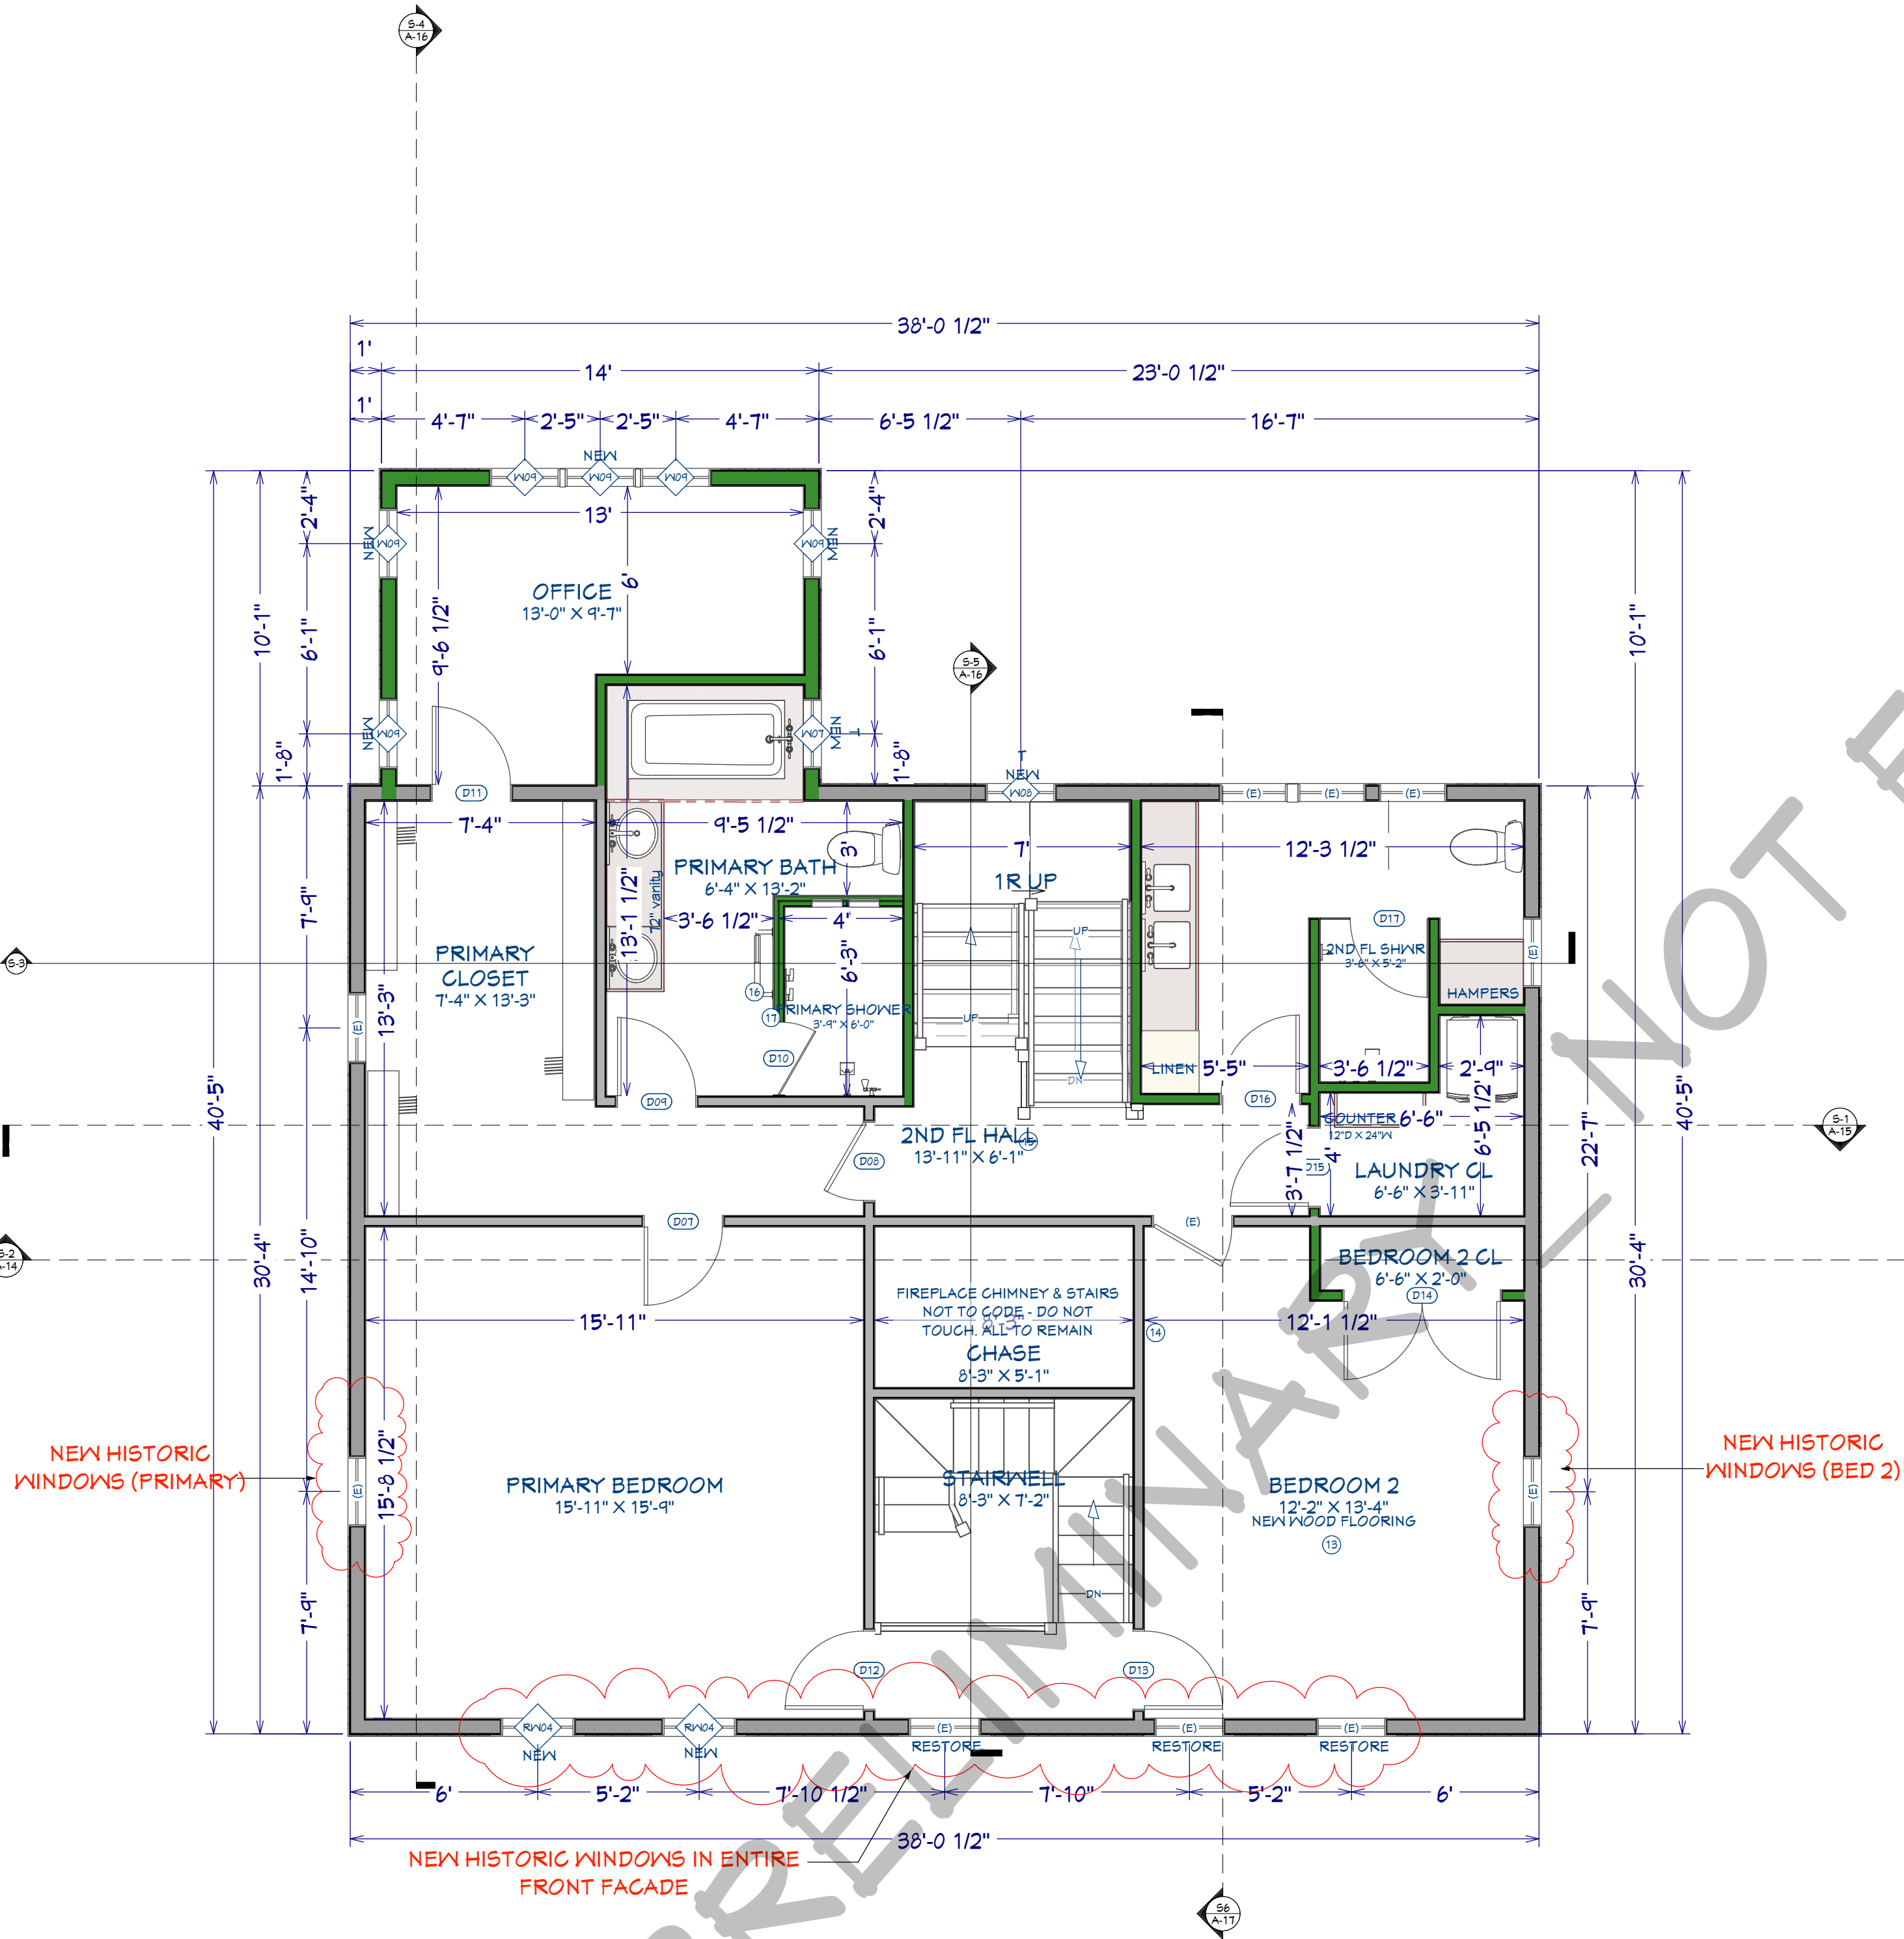 S-4
A-16
38'-0 1/2"
1'
14'
23'-0 1/2"
1'
4'-7"
2'-5"
2'-5"
4'-7"
6'-5 1/2"
16'-7"
NEW
W09
W09
W09
2'-4"
13'
2'-4"
NEW
W09
W09
NEW
OFFICE
13'-0" X 9'-7"
6'
10'-1"
6'-1"
9'-6 1/2"
6'-1"
10'-1"
S-5
A-16
NEW
W09
W07
NEW
T
1'-8"
1'-8"
T
NEW
W08
D11
(E)
(E)
(E)
7'-4"
9'-5 1/2"
3'
7'
12'-3 1/2"
PRIMARY BATH
6'-4" X 13'-2"
1R UP
72" vanity
7'-9"
13'-1 1/2"
3'-6 1/2"
4'
UP
D17
PRIMARY
CLOSET
7'-4" X 13'-3"
6'-3"
2ND FL SHWR
3'-6" X 5'-2"
(E)
S-3
HAMPERS
16
17
PRIMARY SHOWER
3'-9" X 6'-0"
UP
13'-3"
(E)
D10
LINEN
5'-5"
3'-6 1/2"
2'-9"
DN
D09
D16
40'-5"
40'-5"
22'-7"
COUNTER
12"D X 24"W
6'-6"
6'-5 1/2"
S-1
A-15
2ND FL HALL
13'-11" X 6'-1"
15
D08
3'-7 1/2"
4'
D15
LAUNDRY CL
6'-6" X 3'-11"
D07
(E)
S-2
A-14
30'-4"
14'-10"
30'-4"
BEDROOM 2 CL
6'-6" X 2'-0"
D14
FIREPLACE CHIMNEY & STAIRS
NOT TO CODE - DO NOT
TOUCH. ALL TO REMAIN
8'-3"
15'-11"
12'-1 1/2"
14
CHASE
8'-3" X 5'-1"
NEW HISTORIC
WINDOWS (PRIMARY)
(E)
15'-8 1/2"
PRIMARY BEDROOM
15'-11" X 15'-9"
STAIRWELL
8'-3" X 7'-2"
BEDROOM 2
12'-2" X 13'-4"
NEW WOOD FLOORING
13
(E)
NEW HISTORIC
WINDOWS (BED 2)
DN
7'-9"
7'-9"
D12
D13
RW04
RW04
(E)
(E)
(E)
NEW
NEW
RESTORE
RESTORE
RESTORE
6'
5'-2"
7'-10 1/2"
7'-10"
5'-2"
6'
38'-0 1/2"
NEW HISTORIC WINDOWS IN ENTIRE
FRONT FACADE
S6
A-17
RELIMINARY_NOT